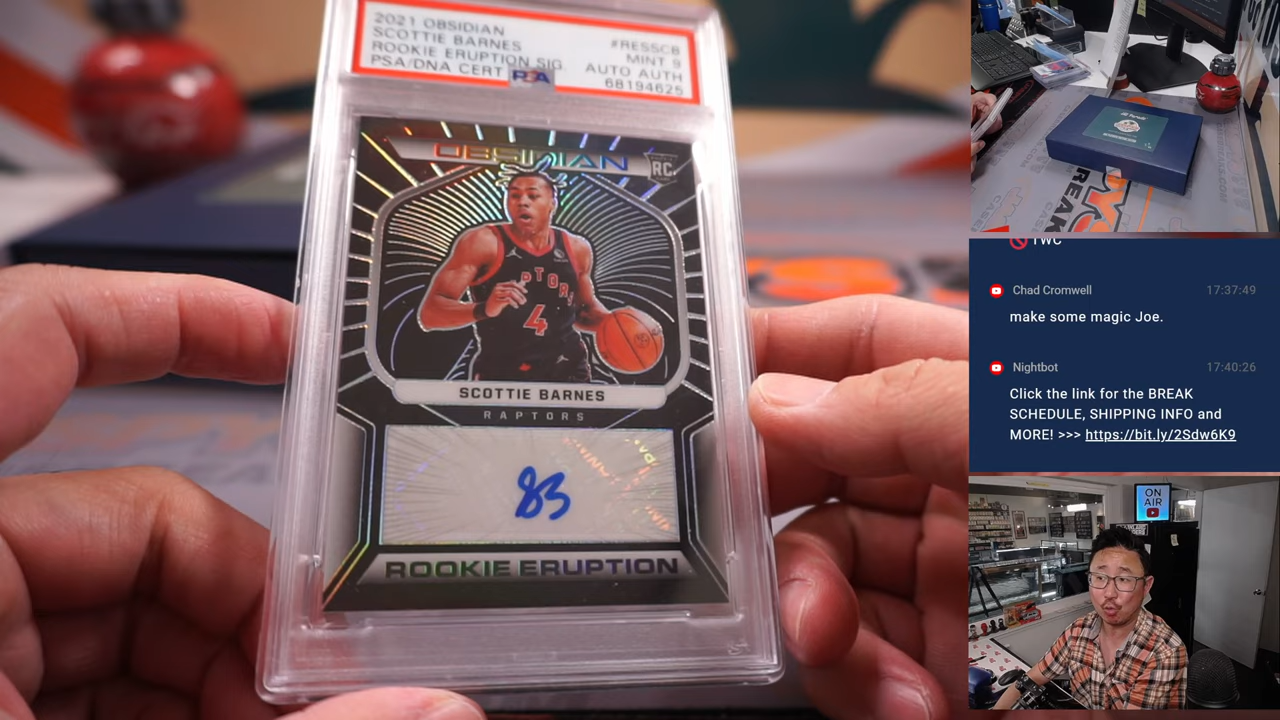 2021 OBSIDIAN
SCOTTIE BARNES
ROOKIE ERUPTION SIG.
PSA/DNA CERT
#RESSCB
MINT 9
AUTO AUTH
68194625
PSA
OBSIDIAN
RC
RAPTORS
4
SCOTTIE BARNES
RAPTORS
ROOKIE ERUPTION
TWC
Chad Cromwell 17:37:49
make some magic Joe.
Nightbot 17:40:26
Click the link for the BREAK
SCHEDULE, SHIPPING INFO and
MORE! >>> https://bit.ly/2Sdw6K9
ON
AIR